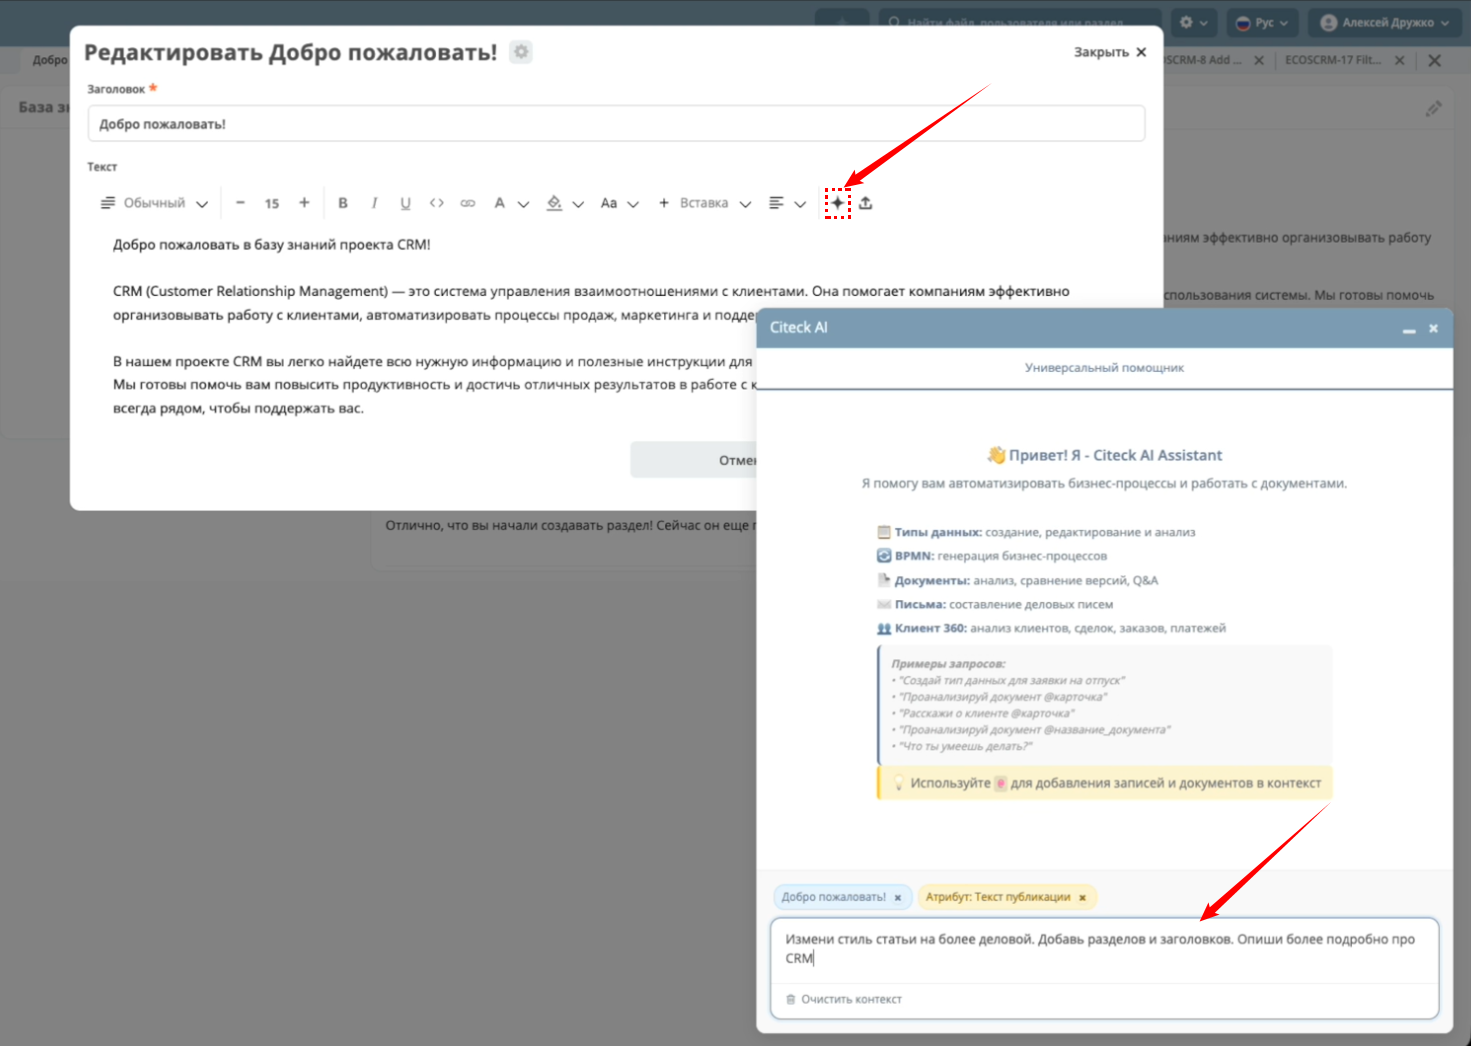 Найти файл, пользователя или раздел
Рус
Алексей Дружко
Добро
SCRM-8 Add ...
ECOSCRM-17 Filt...
База
Редактировать Добро пожаловать!
Закрыть
Заголовок *
Добро пожаловать!
Текст
Обычный
15
B I U <> A Aa + Вставка
Добро пожаловать в базу знаний проекта CRM!
CRM (Customer Relationship Management) — это система управления взаимоотношениями с клиентами. Она помогает компаниям эффективно
организовывать работу с клиентами, автоматизировать процессы продаж, маркетинга и
В нашем проекте CRM вы легко найдете всю нужную информацию и полезные инструкции для
Мы готовы помочь вам повысить продуктивность и достичь отличных результатов в работе с
всегда рядом, чтобы поддержать вас.
Отмен
эффективно организовывать работу
использования системы. Мы готовы помочь
Отлично, что вы начали создавать раздел! Сейчас он еще
Citeck AI
Универсальный помощник
👋 Привет! Я - Citeck AI Assistant
Я помогу вам автоматизировать бизнес-процессы и работать с документами.
Типы данных: создание, редактирование и анализ
BPMN: генерация бизнес-процессов
Документы: анализ, сравнение версий, Q&A
Письма: составление деловых писем
Клиент 360: анализ клиентов, сделок, заказов, платежей
Примеры запросов:
• "Создай тип данных для заявки на отпуск"
• "Проанализируй документ @карточка"
• "Расскажи о клиенте @карточка"
• "Проанализируй документ @название_документа"
• "Что ты умеешь делать?"
Используйте для добавления записей и документов в контекст
Добро пожаловать! ×
Атрибут: Текст публикации ×
Измени стиль статьи на более деловой. Добавь разделов и заголовков. Опиши более подробно про
CRM
Очистить контекст